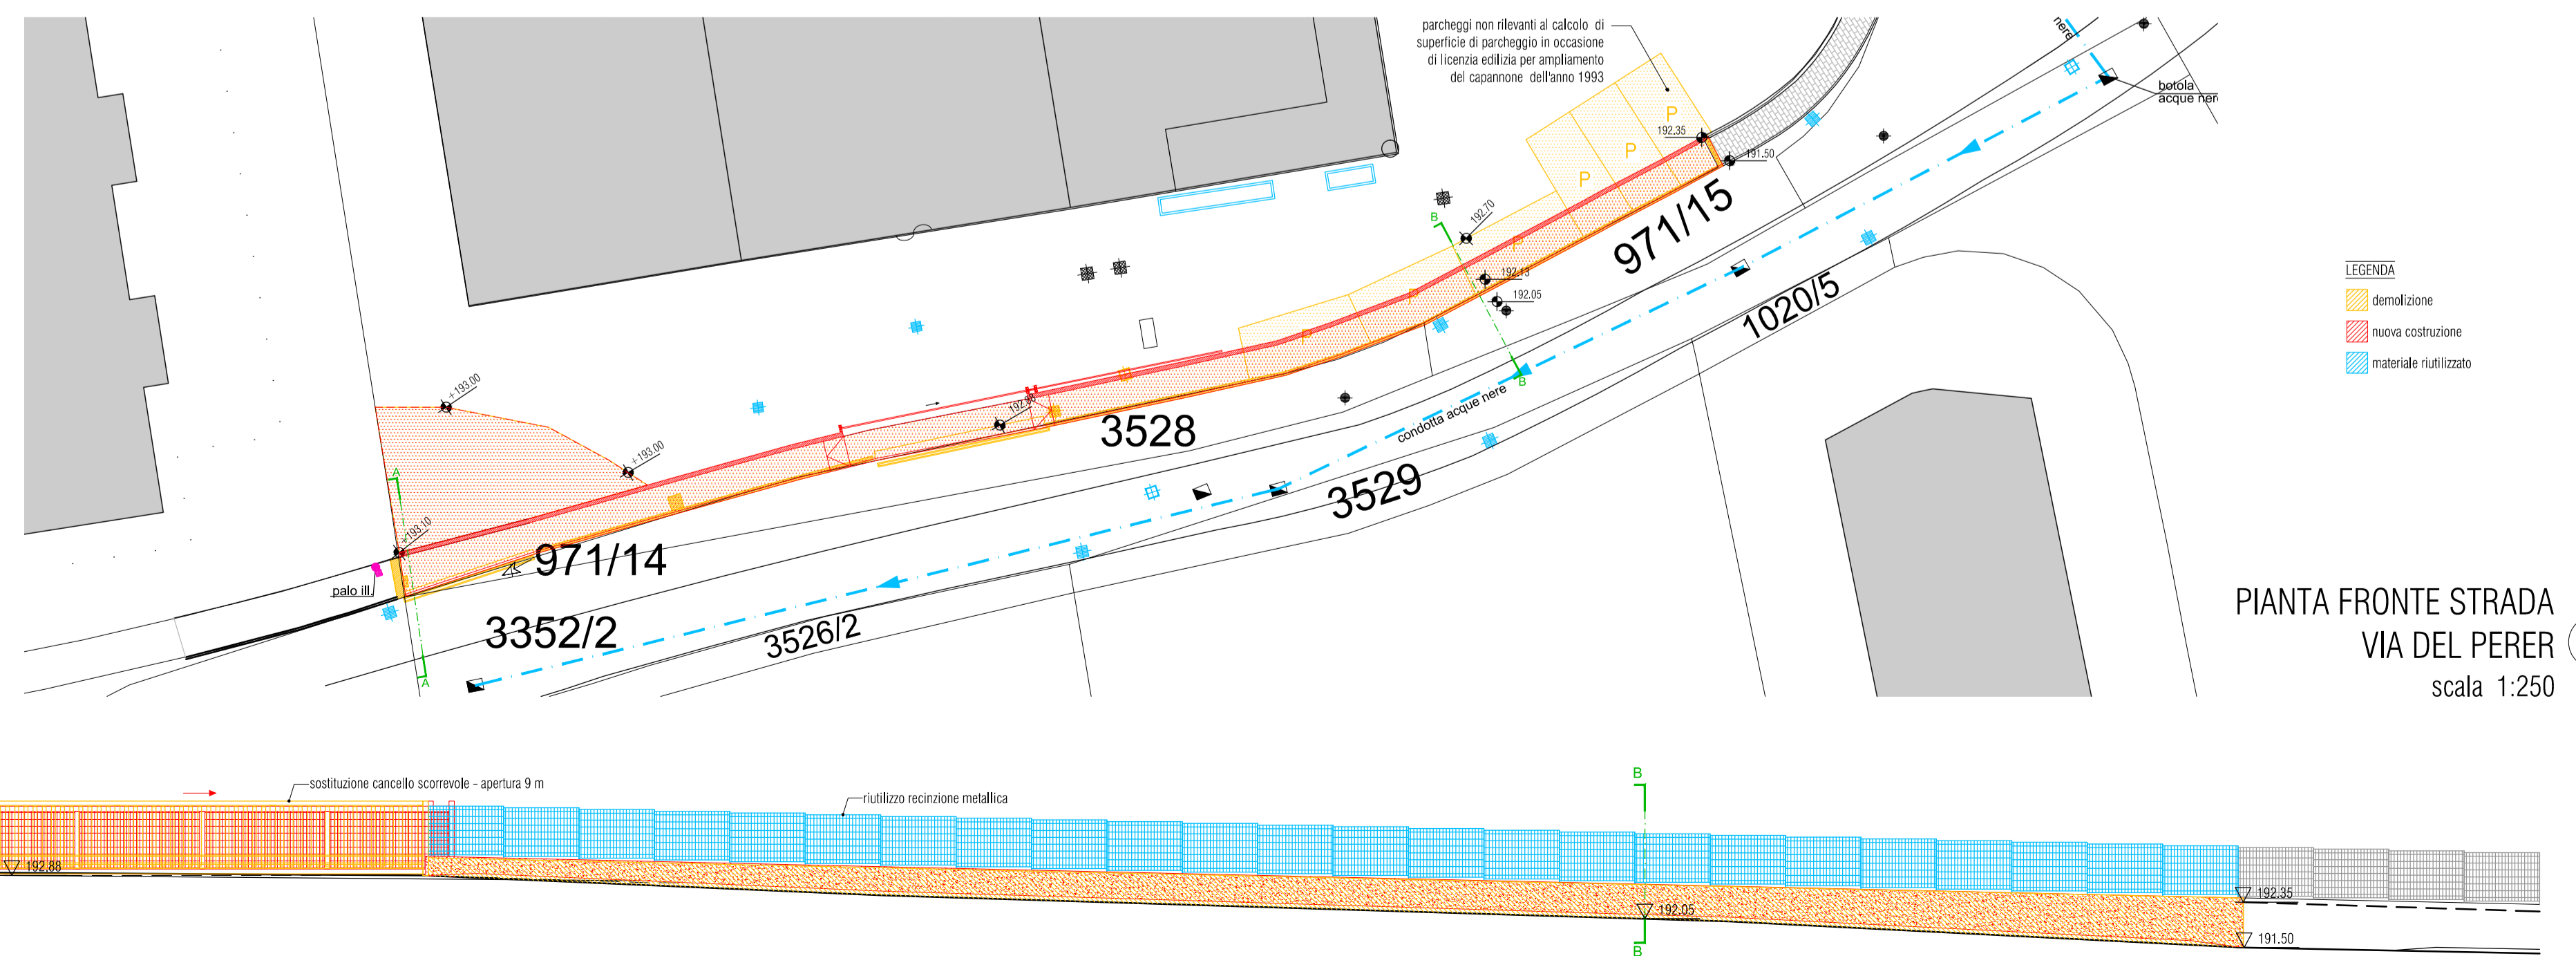 parcheggi non rilevanti al calcolo di
superficie di parcheggio in occasione
di licenzia edilizia per ampliamento
del capannone dell'anno 1993
nere
botola
acque ner
P
P
P
192.35
191.50
971/15
B
192.70
192.13
192.05
P
P
P
B
1020/5
LEGENDA
demolizione
nuova costruzione
materiale riutilizzato
+193.00
+193.00
192.88
3528
condotta acque nere
3529
A
+193.10
971/14
palo ill.
3352/2
3526/2
A
PIANTA FRONTE STRADA
VIA DEL PERER
scala 1:250
sostituzione cancello scorrevole - apertura 9 m
riutilizzo recinzione metallica
B
192.88
192.05
192.35
191.50
B